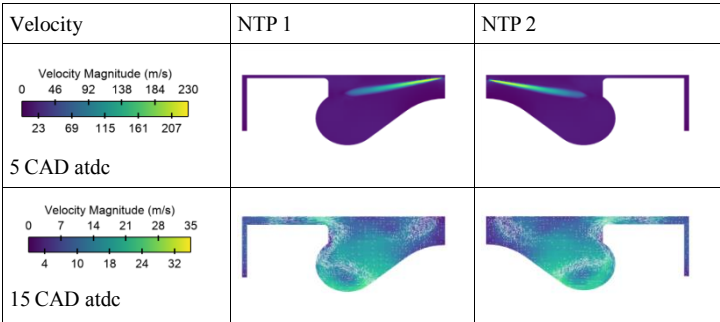 Velocity NTP 1 NTP 2
Velocity Magnitude (m/s)
0 46 92 138 184 230
23 69 115 161 207
5 CAD atdc
Velocity Magnitude (m/s)
0 7 14 21 28 35
4 10 18 24 32
15 CAD atdc